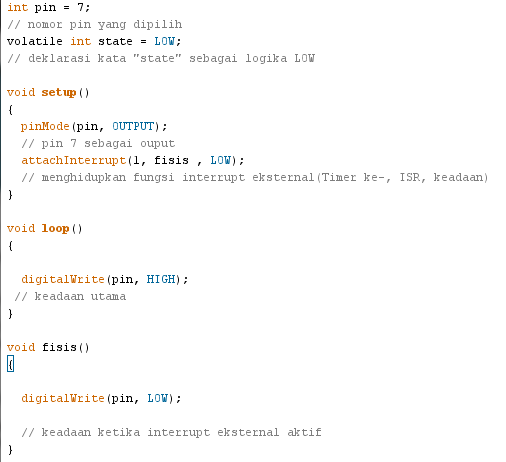 int pin = 7;
// nomor pin yang dipilih
volatile int state = LOW;
// deklarasi kata "state" sebagai logika LOW
void setup()
{
pinMode(pin, OUTPUT);
// pin 7 sebagai ouput
attachInterrupt(1, fisis , LOW);
// menghidupkan fungsi interrupt eksternal(Timer ke-, ISR, keadaan)
}
void loop()
{
digitalWrite(pin, HIGH);
// keadaan utama
}
void fisis()
{
digitalWrite(pin, LOW);
// keadaan ketika interrupt eksternal aktif
}